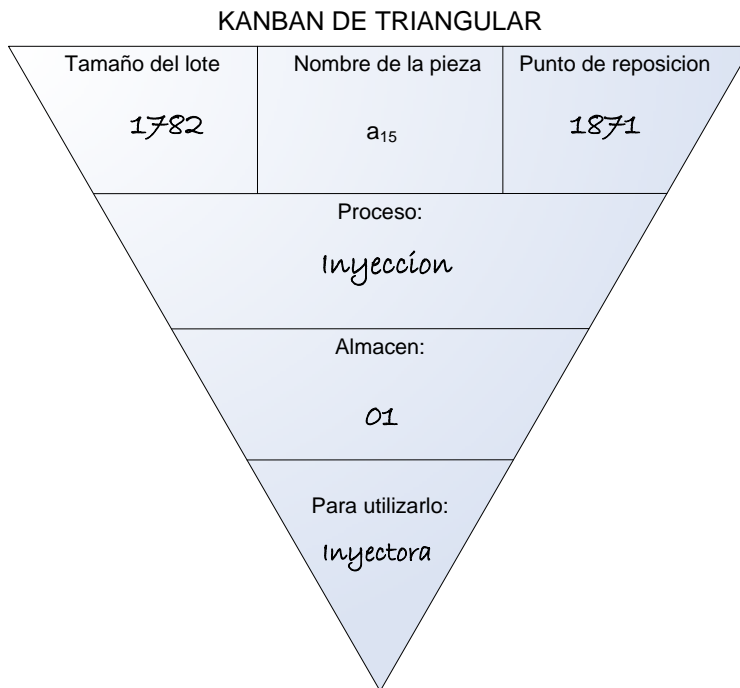 KANBAN DE TRIANGULAR
Tamaño del lote
Nombre de la pieza
Punto de reposicion
1782
a₁₅
1871
Proceso:
Inyeccion
Almacen:
01
Para utilizarlo:
Inyectora